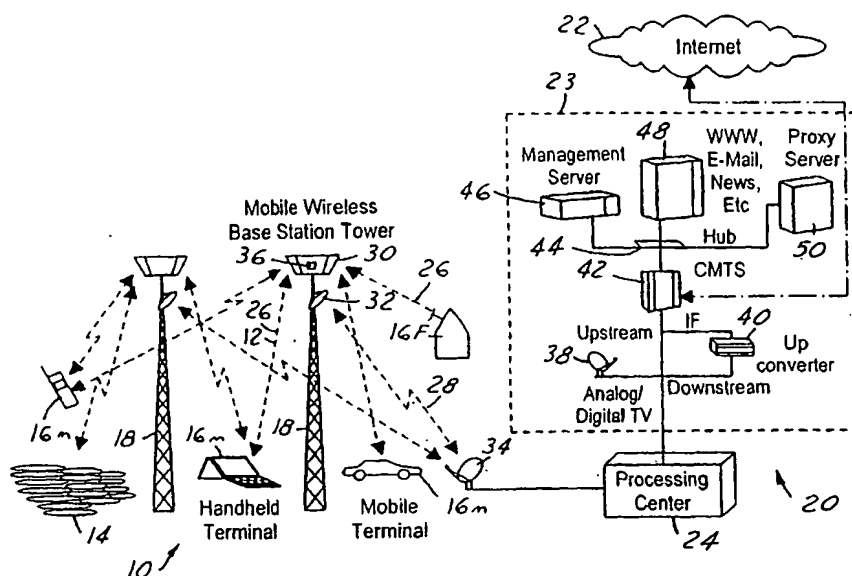 22
Internet
23
48
WWW,
E-Mail,
News,
Etc
Proxy
Server
Management
Server
46
50
Hub
44
42
CMTS
Mobile Wireless
Base Station Tower
36
30
26
32
26
12
16F
28
Upstream
IF
40
Up
converter
38
Analog/
Digital TV
Downstream
16m
18
16m
18
34
16m
Handheld
Terminal
Mobile
Terminal
Processing
Center
24
20
14
10